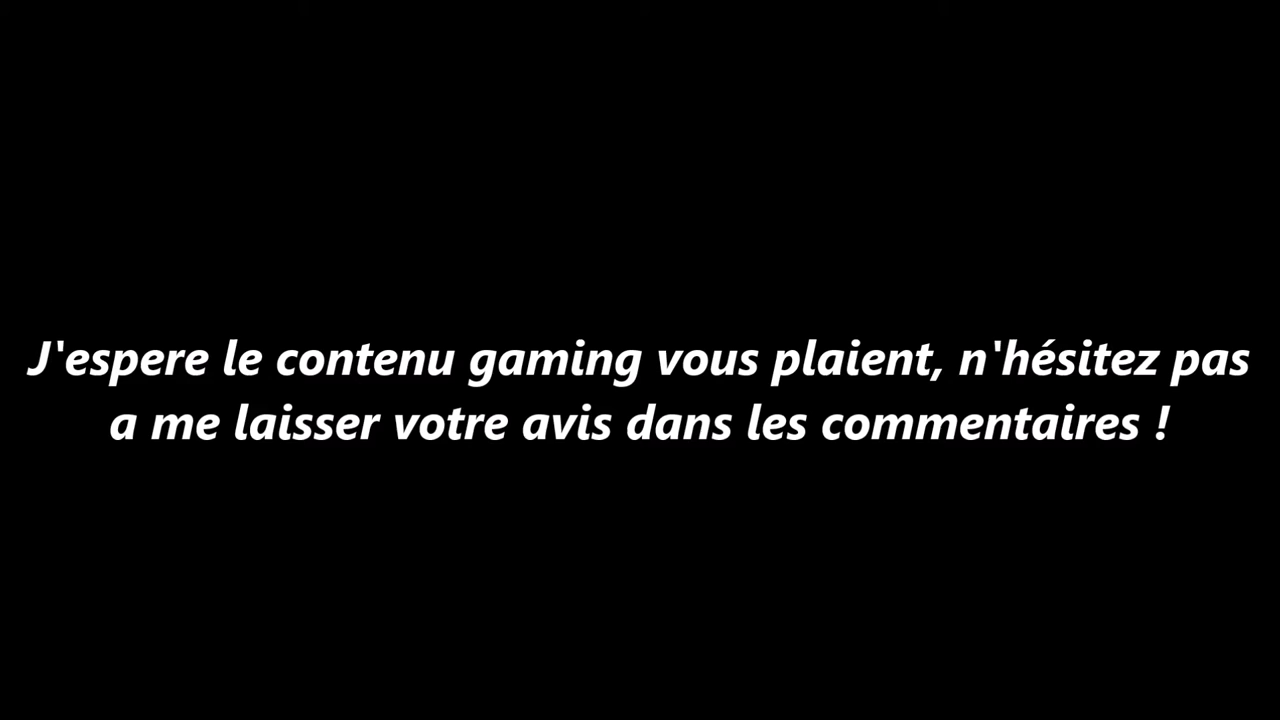 J'espere le contenu gaming vous plaient, n'hésitez pas
a me laisser votre avis dans les commentaires !